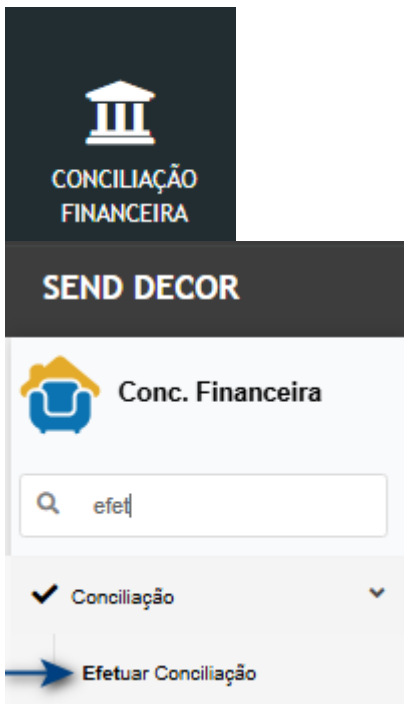 CONCILIAÇÃO
FINANCEIRA
SEND DECOR
Conc. Financeira
efet
Conciliação
Efetuar Conciliação